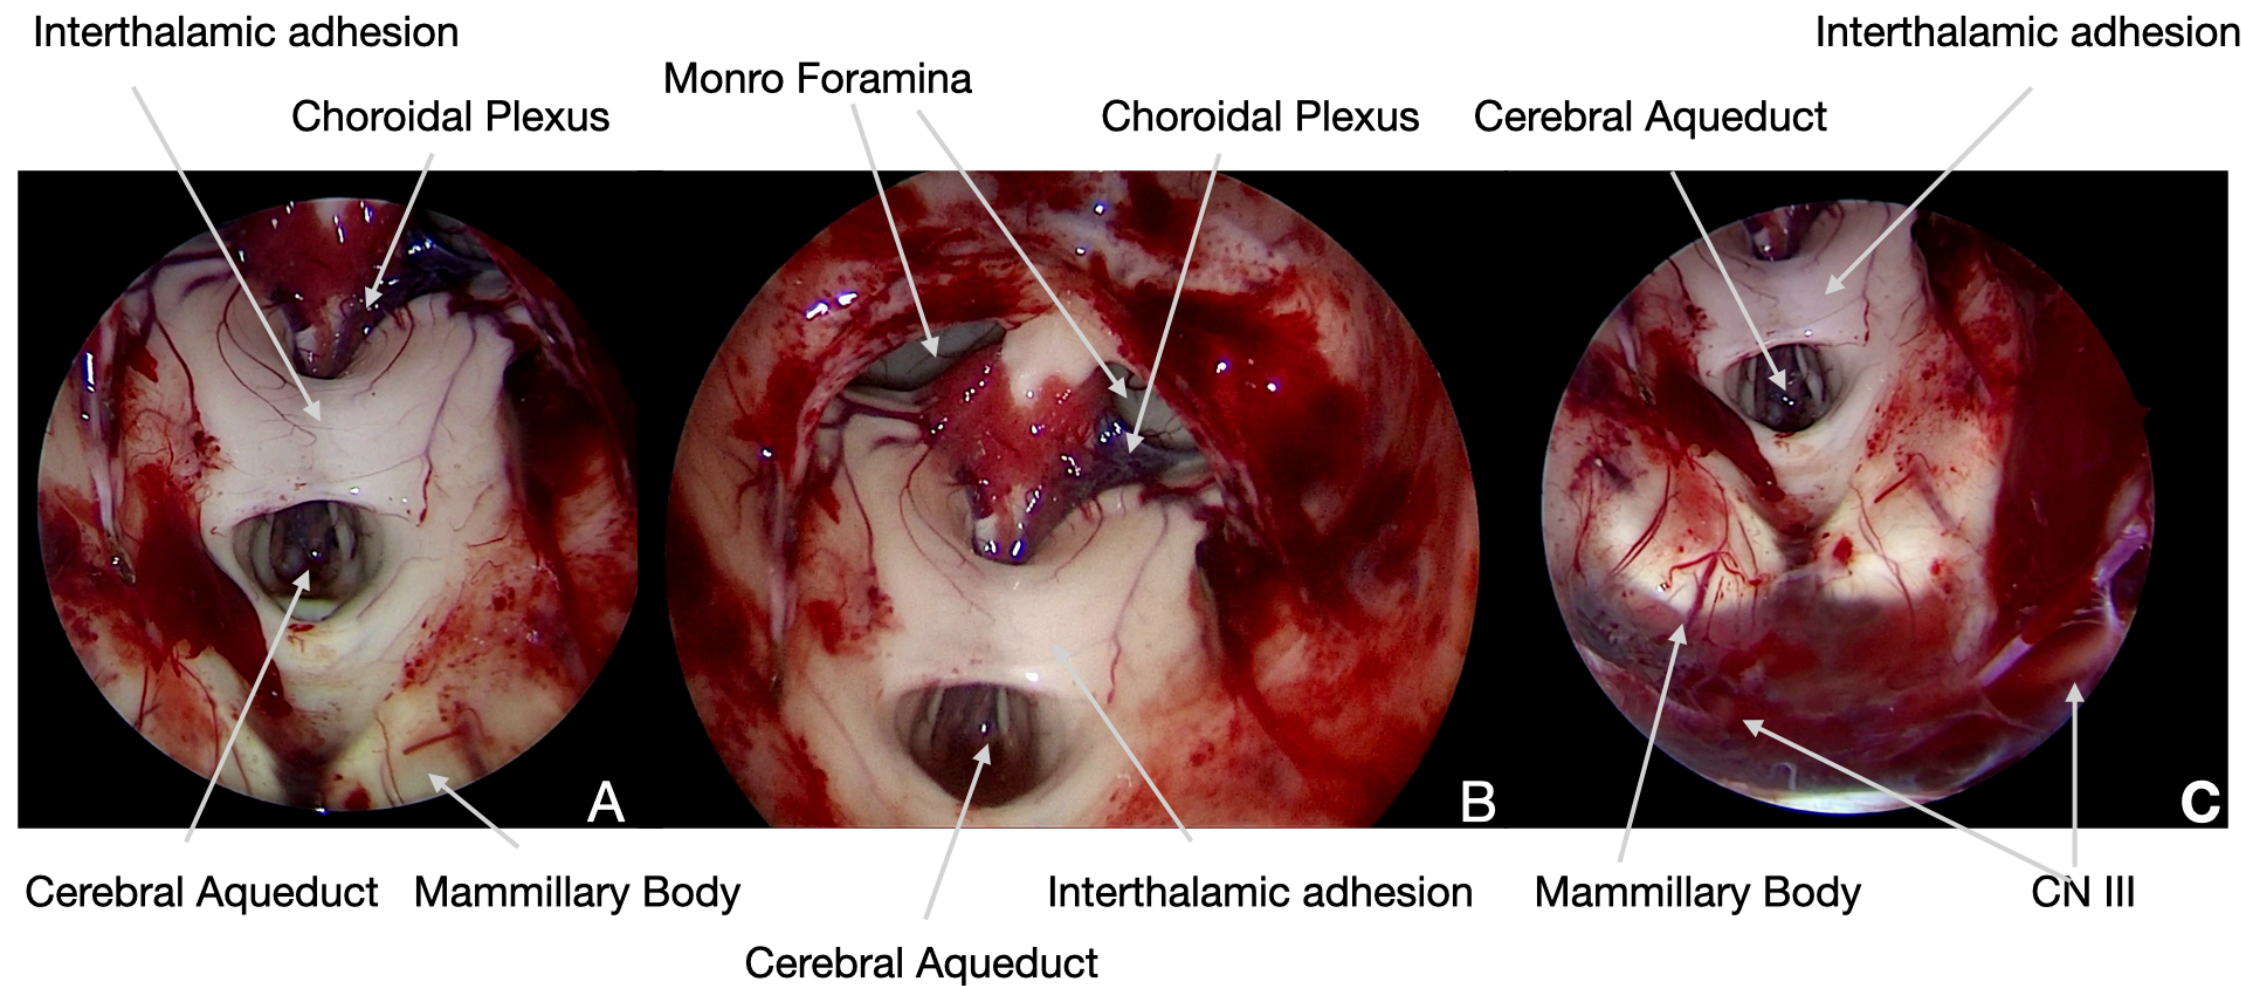 Interthalamic adhesion
Interthalamic adhesion
Monro Foramina
Choroidal Plexus
Choroidal Plexus
Cerebral Aqueduct
A
B
C
Cerebral Aqueduct
Mammillary Body
Interthalamic adhesion
Mammillary Body
CN III
Cerebral Aqueduct